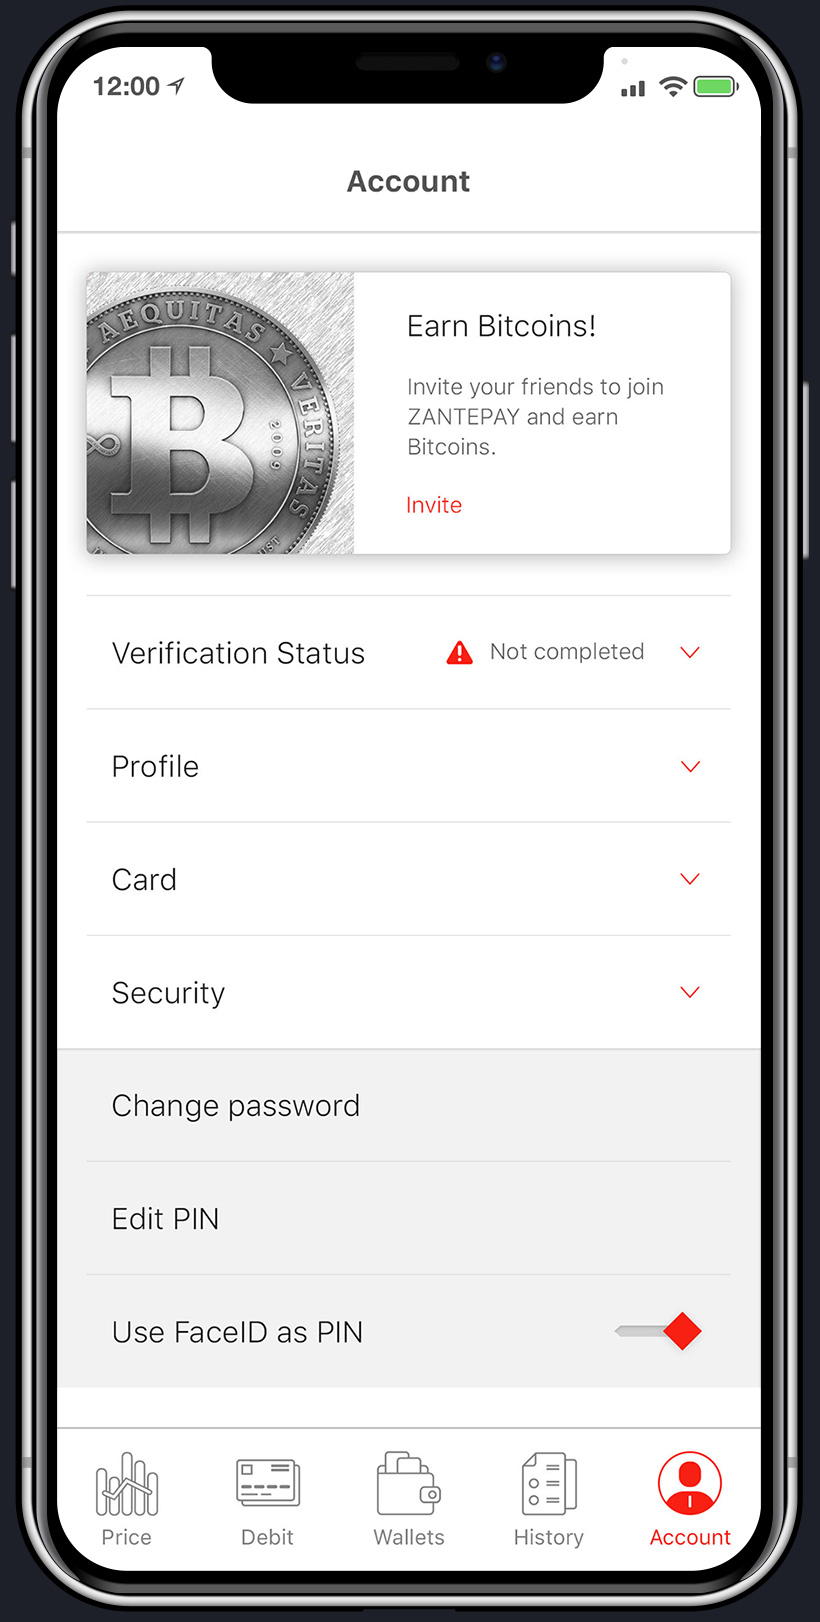 12:00
Account
AEQUITAS
VERITAS
2009
Earn Bitcoins!
Invite your friends to join
ZANTEPAY and earn
Bitcoins.
Invite
Verification Status
Not completed
Profile
Card
Security
Change password
Edit PIN
Use FaceID as PIN
Price
Debit
Wallets
History
Account